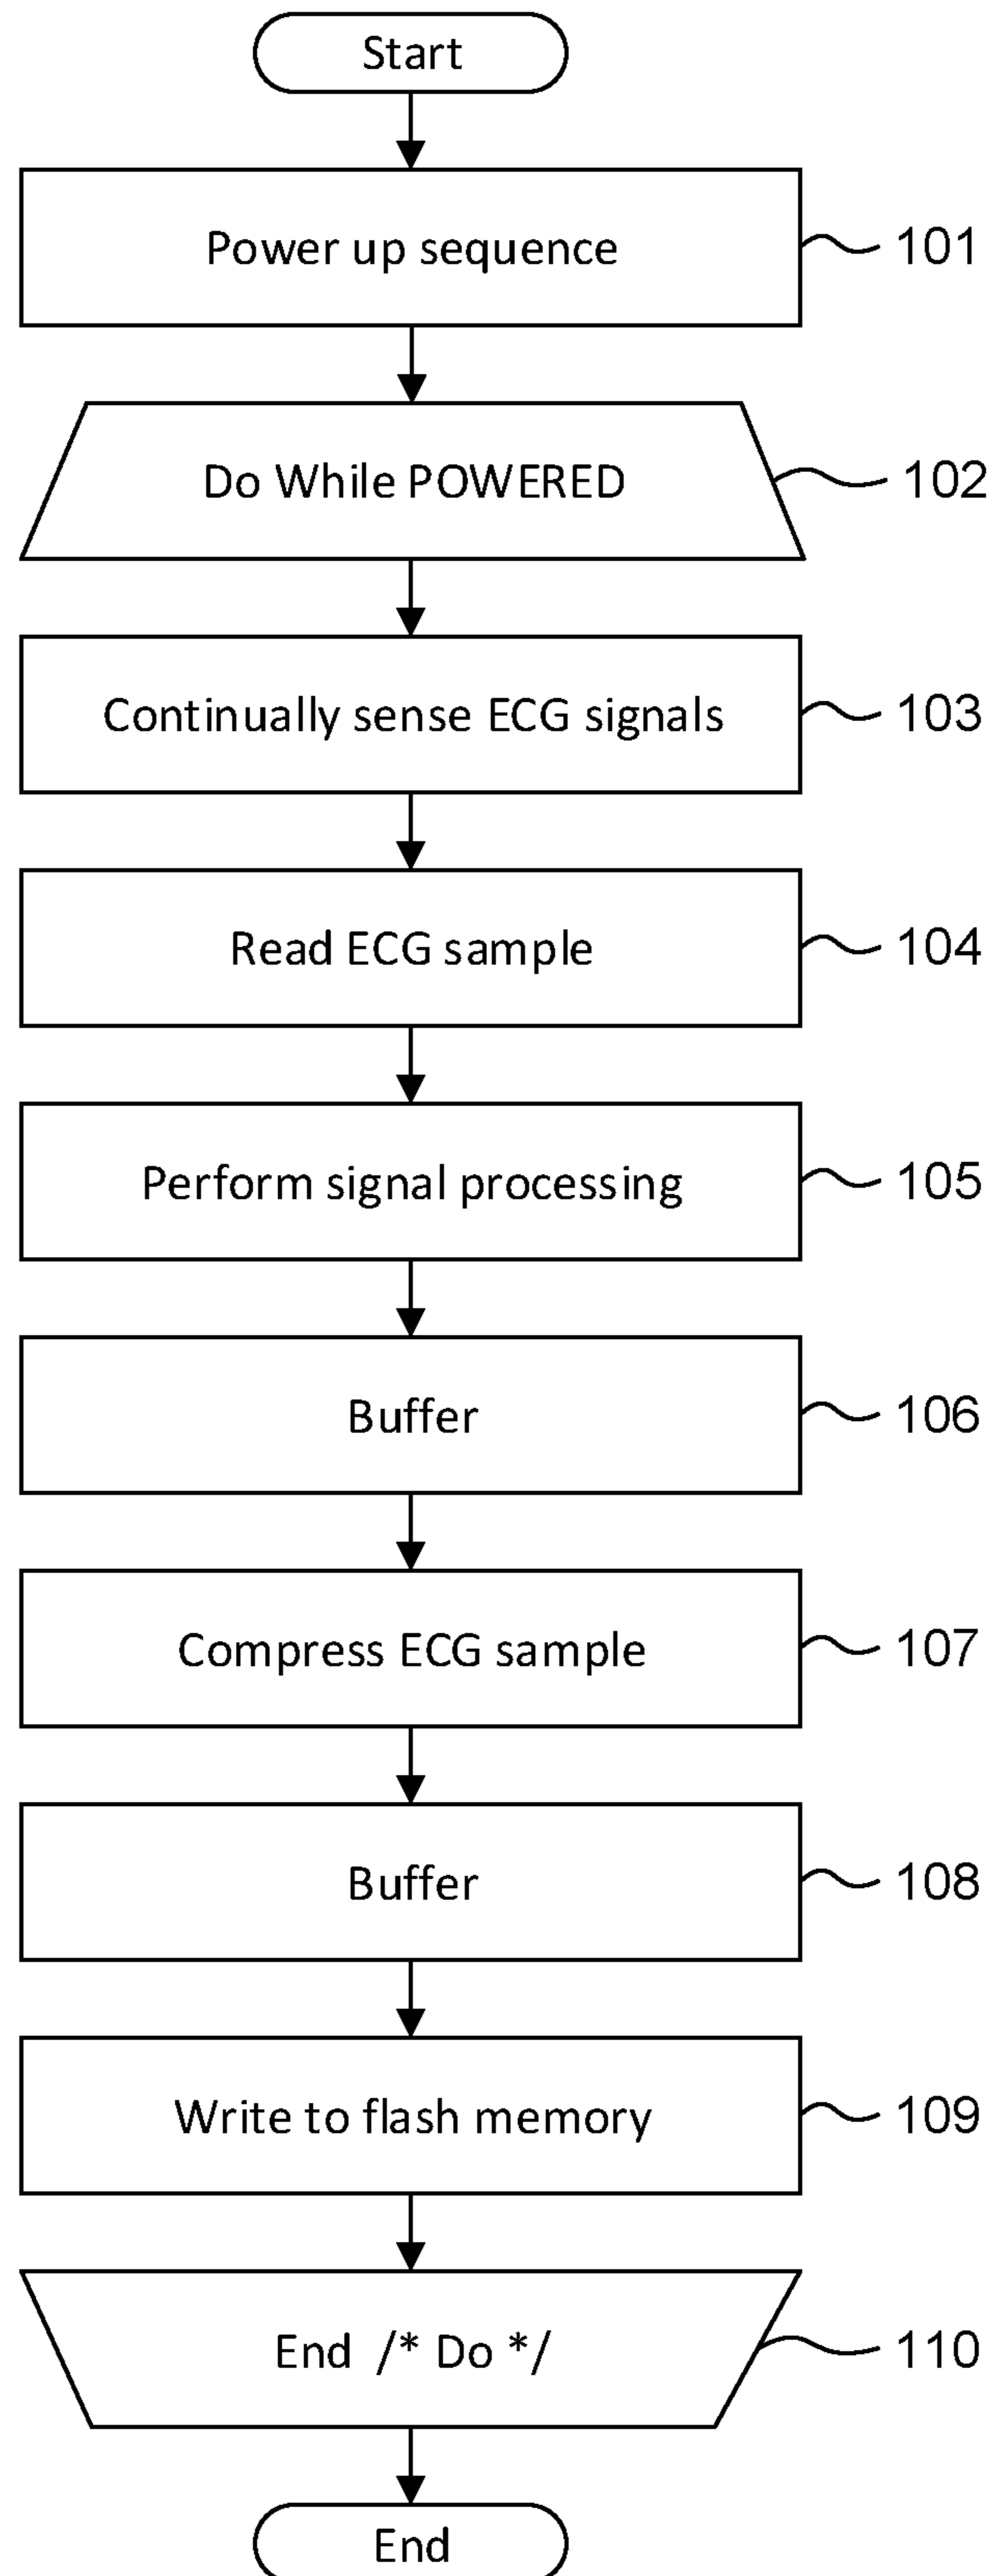 Start
Power up sequence
101
Do While POWERED
102
Continually sense ECG signals
103
Read ECG sample
104
Perform signal processing
105
Buffer
106
Compress ECG sample
107
Buffer
108
Write to flash memory
109
End /* Do */
110
End